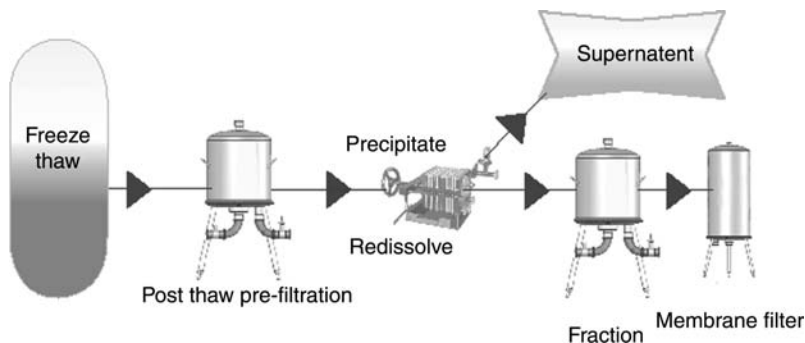 Freeze
thaw
Post thaw pre-filtration
Precipitate
Redissolve
Supernatent
Fraction
Membrane filter